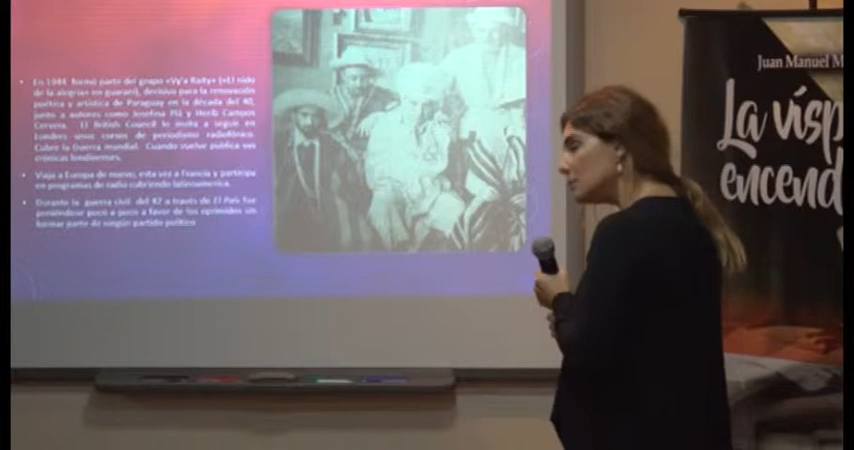 En 1944 formó parte del grupo «Vy'a Raity» («El nido
de la alegría» en guaraní), decisivo para la renovación
poética y artística de Paraguay en la década del 40,
junto a autores como Josefina Plá y Herib Campos
Cervera. El British Council lo invita a seguir en
Londres unos cursos de periodismo radiofónico.
Cubre la Guerra mundial. Cuando vuelve publica sus
crónicas londinenses.
Viaja a Europa de nuevo, esta vez a Francia y participa
en programas de radio cubriendo latinoamerica.
Durante la guerra civil del 47 a través de El País fue
poniéndose poco a poco a favor de los oprimidos sin
formar parte de ningún partido político
Juan Manuel M
La vísp
encend